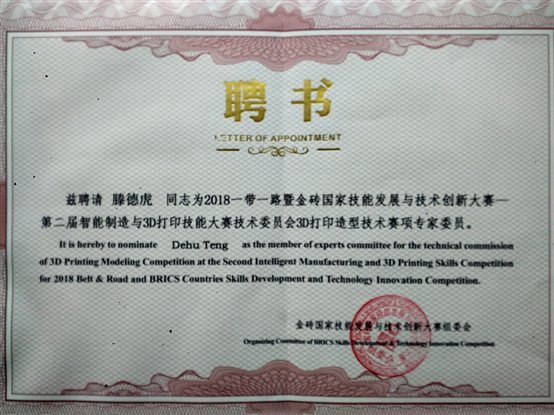 聘书
LETTER OF APPOINTMENT
兹聘请 滕德虎 同志为2018一带一路暨金砖国家技能发展与技术创新大赛—
第二届智能制造与3D打印技能大赛技术委员会3D打印造型技术赛项专家委员。
It is hereby to nominate Dehu Teng as the member of experts committee for the technical commission
of 3D Printing Modeling Competition at the Second Intelligent Manufacturing and 3D Printing Skills Competition
for 2018 Belt & Road and BRICS Countries Skills Development and Technology Innovation Competition.
金砖国家技能发展与技术创新大赛组委会
Organizing Committee of BRICS Skills Development & Technology Innovation Competition